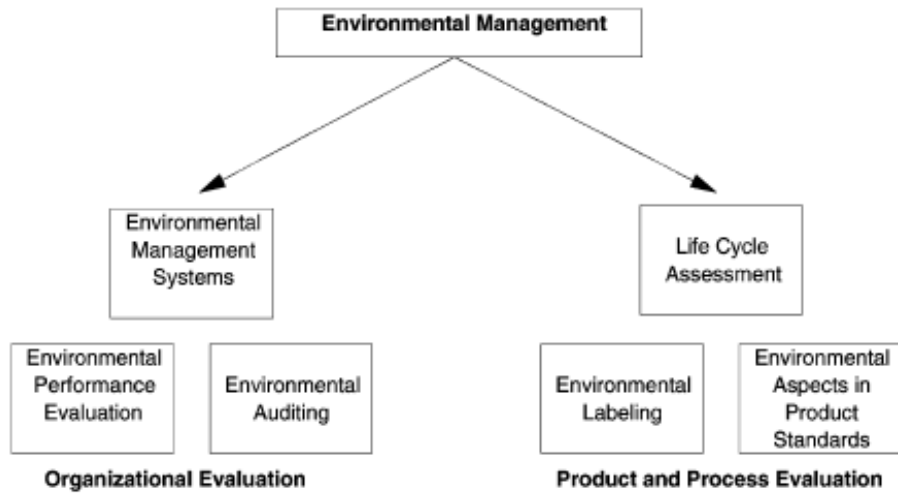 Environmental Management
Environmental
Management
Systems
Life Cycle
Assessment
Environmental
Performance
Evaluation
Environmental
Auditing
Environmental
Labeling
Environmental
Aspects in
Product
Standards
Organizational Evaluation
Product and Process Evaluation